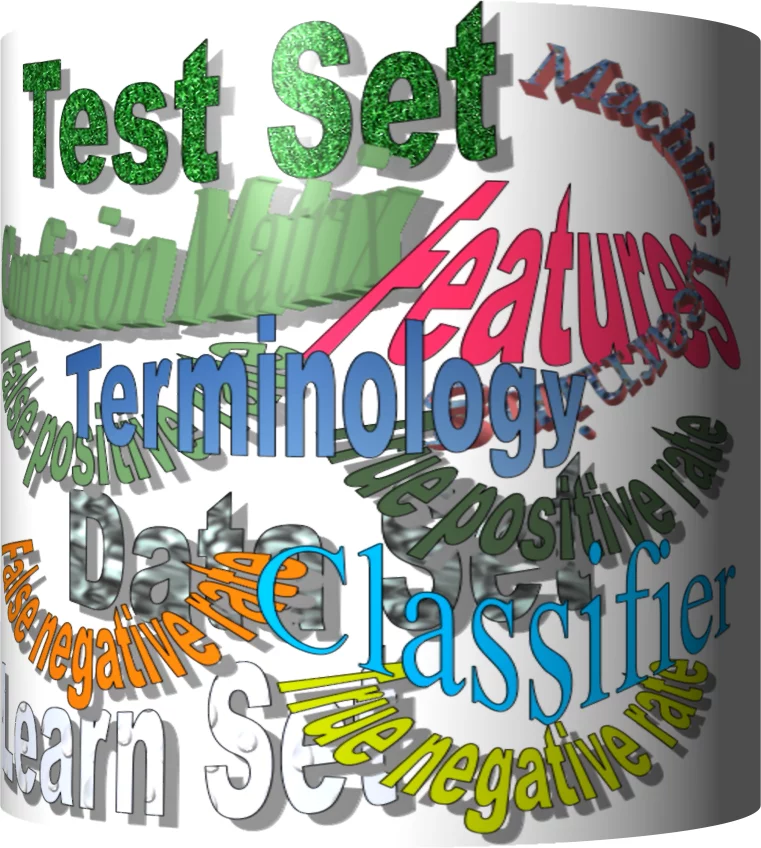 Test Set
Machine
Confusion Matrix
Features
False positive rate
Terminology
True positive rate
Data Set
False negative rate
Classifier
Learn Set
True negative rate